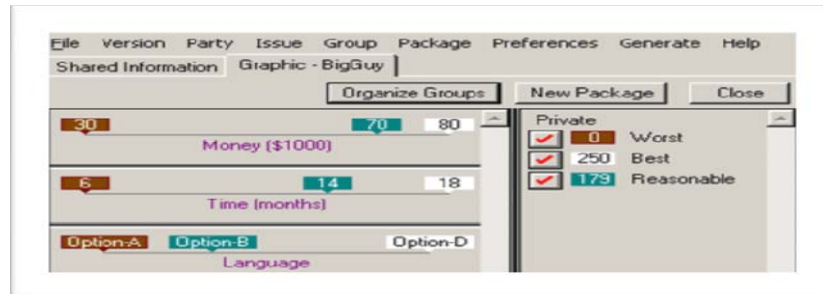 File Version Party Issue Group Package Preferences Generate Help
Shared Information Graphic - BigGuy
Organize Groups New Package Close
30 70 80
Money ($1000)
6 14 18
Time (months)
Option-A Option-B Option-D
Language
Private
0 Worst
250 Best
179 Reasonable